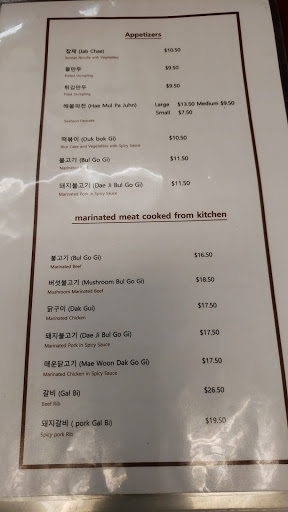 Appetizers
잡채 (Jab Chae) $10.50
Noodle with Vegetables
물만두 $9.50
Boiled Dumpling
튀김만두 $9.50
Fried Dumpling
해물파전 (Hae Mul Pa Juhn) Large $13.50 Medium $9.50
Small $7.50
Seafood Pancake
떡볶이 (Duk bok Gi) $10.50
Rice Cake and Vegetables with Spicy Sauce
불고기 (Bul Go Gi) $11.50
Marinated
돼지불고기 (Dae Ji Bul Go Gi) $11.50
Marinated Pork in Spicy Sauce
marinated meat cooked from kitchen
불고기 (Bul Go Gi) $16.50
Marinated Beef
버섯불고기 (Mushroom Bul Go Gi) $18.50
Mushroom Marinated Beef
닭구이 (Dak Gui) $17.50
Marinated Chicken
돼지불고기 (Dae Ji Bul Go Gi) $17.50
Marinated Pork in Spicy Sauce
매운닭고기 (Mae Woon Dak Go Gi) $17.50
Marinated Chicken in Spicy Sauce
갈비 (Gal Bi) $26.50
Beef Rib
돼지갈비 ( pork Gal Bi) $19.50
Spicy pork Rib